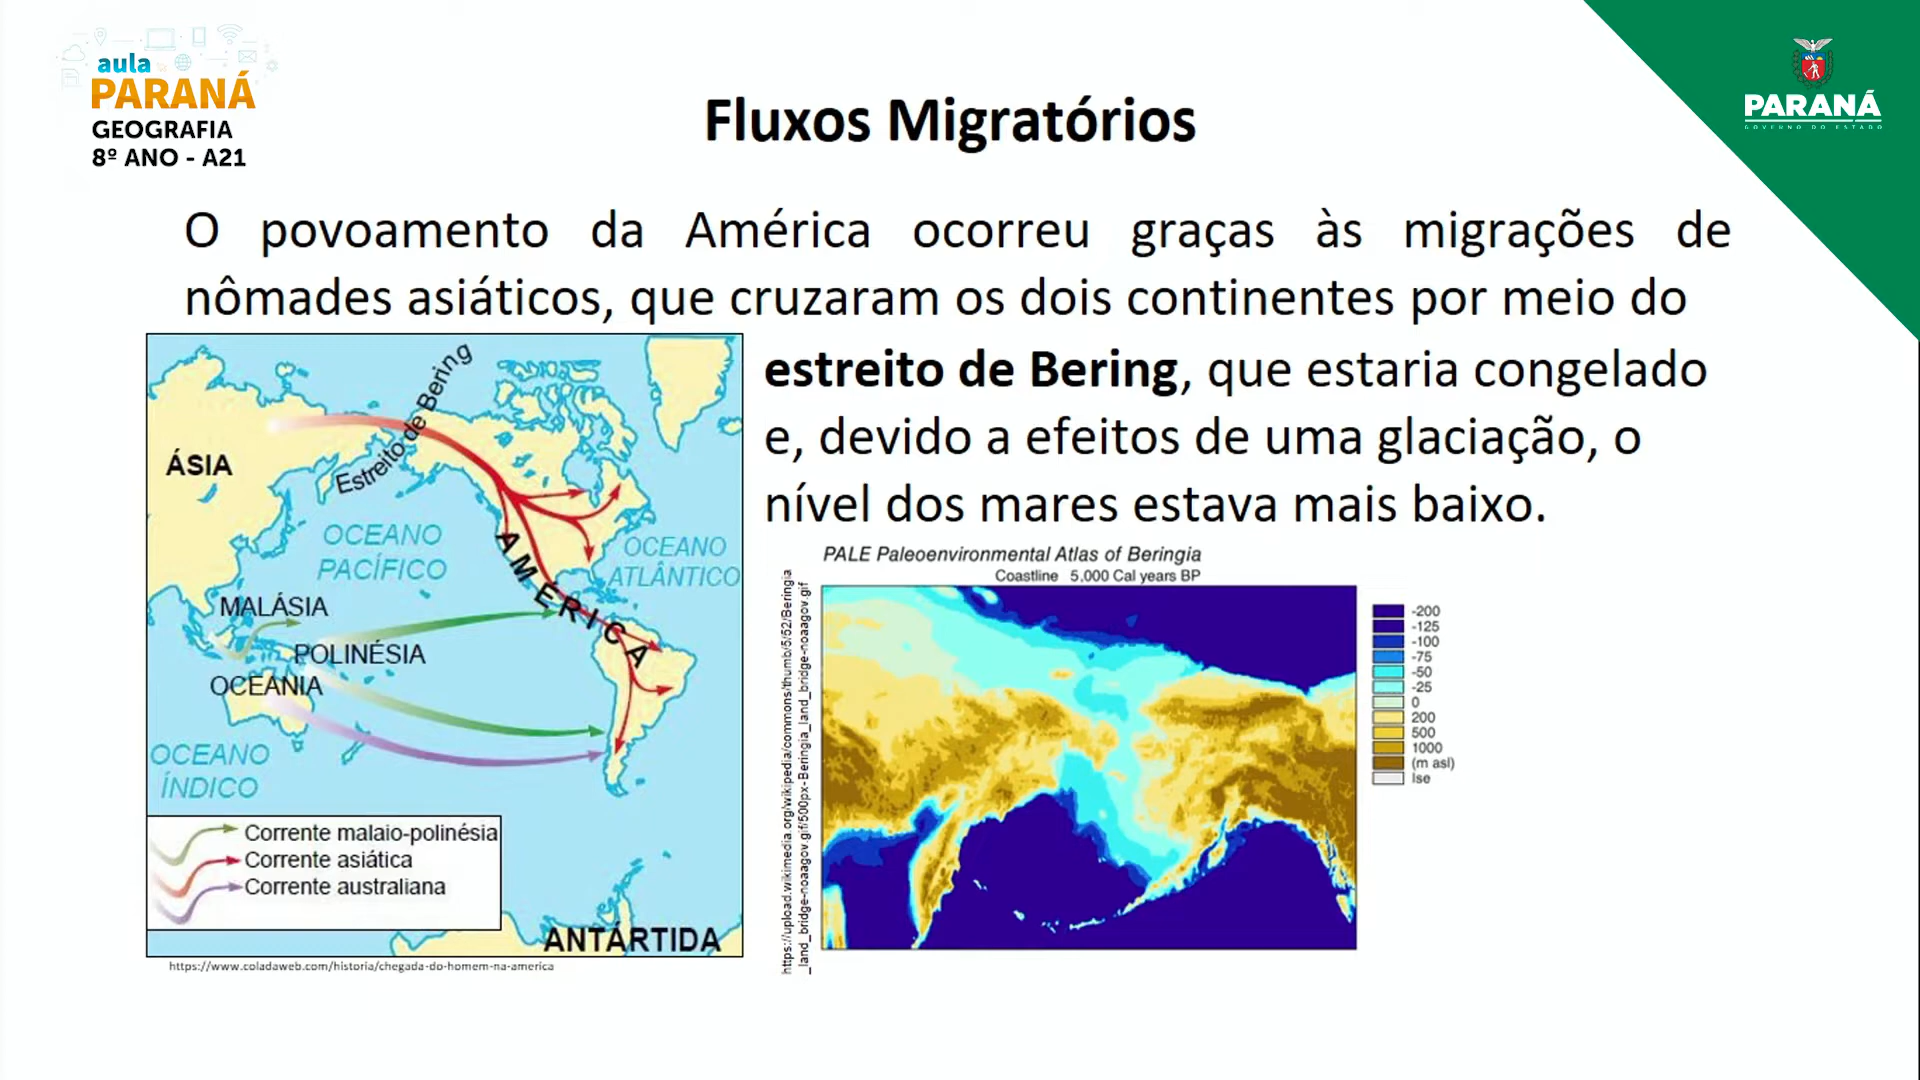 aula
PARANÁ
GEOGRAFIA
8º ANO - A21
PARANÁ
GOVERNO DO ESTADO
Fluxos Migratórios
O povoamento da América ocorreu graças às migrações de
nômades asiáticos, que cruzaram os dois continentes por meio do
estreito de Bering, que estaria congelado
e, devido a efeitos de uma glaciação, o
nível dos mares estava mais baixo.
Estreito de Bering
ÁSIA
OCEANO
PACÍFICO
OCEANO
ATLÂNTICO
AMÉRICA
MALÁSIA
POLINÉSIA
OCEANIA
OCEANO
ÍNDICO
Corrente malaio-polinésia
Corrente asiática
Corrente australiana
ANTÁRTIDA
https://www.coladaweb.com/historia/chegada-do-homem-na-america
PALE Paleoenvironmental Atlas of Beringia
Coastline 5,000 Cal years BP
https://upload.wikimedia.org/wikipedia/commons/thumb/5/52/Beringia
_land_bridge-noaagov.gif/500px-Beringia_land_bridge-noaagov.gif
-200
-125
-100
-75
-50
-25
0
200
500
1000
(m asl)
Ise